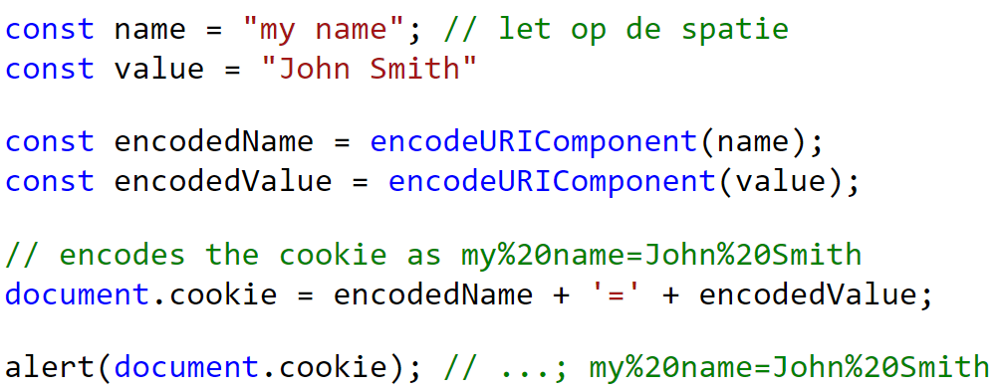 const name = "my name"; // let op de spatie
const value = "John Smith"
const encodedName = encodeURIComponent(name);
const encodedValue = encodeURIComponent(value);
// encodes the cookie as my%20name=John%20Smith
document.cookie = encodedName + '=' + encodedValue;
alert(document.cookie); // ...; my%20name=John%20Smith